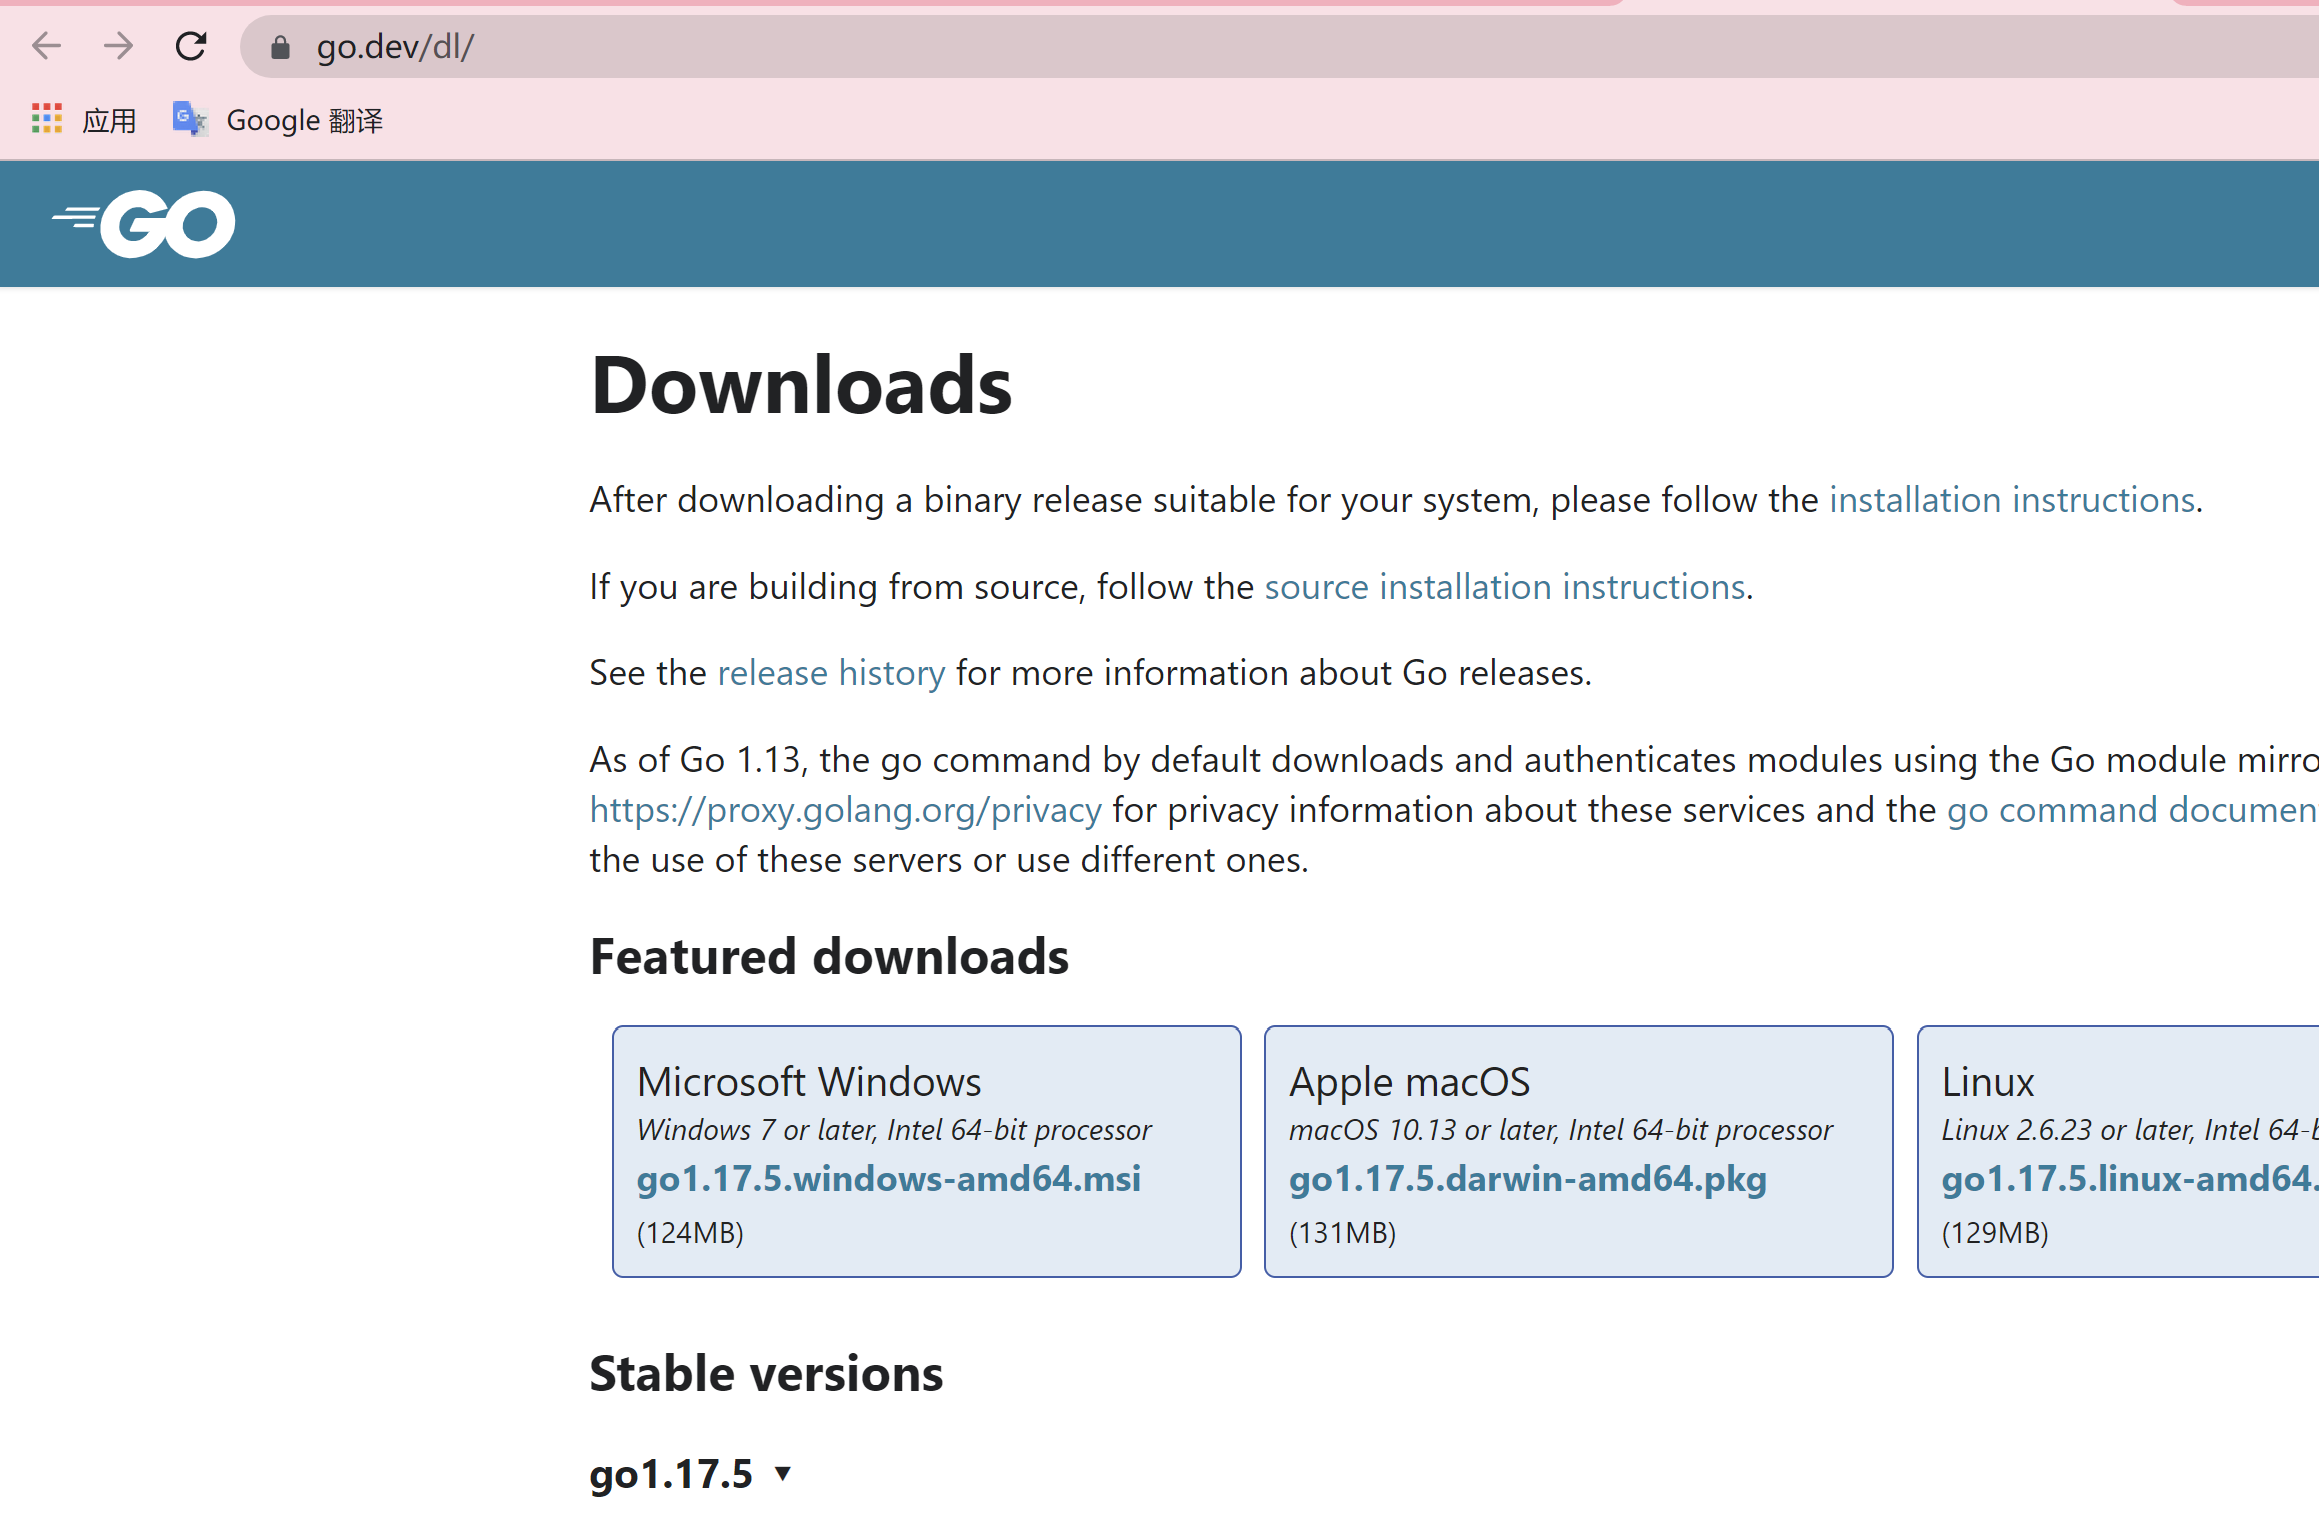 go.dev/dl/
应用 Google 翻译
GO
Downloads
After downloading a binary release suitable for your system, please follow the installation instructions.
If you are building from source, follow the source installation instructions.
See the release history for more information about Go releases.
As of Go 1.13, the go command by default downloads and authenticates modules using the Go module mirro
https://proxy.golang.org/privacy for privacy information about these services and the go command document
the use of these servers or use different ones.
Featured downloads
Microsoft Windows
Windows 7 or later, Intel 64-bit processor
go1.17.5.windows-amd64.msi
(124MB)
Apple macOS
macOS 10.13 or later, Intel 64-bit processor
go1.17.5.darwin-amd64.pkg
(131MB)
Linux
Linux 2.6.23 or later, Intel 64-b
go1.17.5.linux-amd64.
(129MB)
Stable versions
go1.17.5 ▼